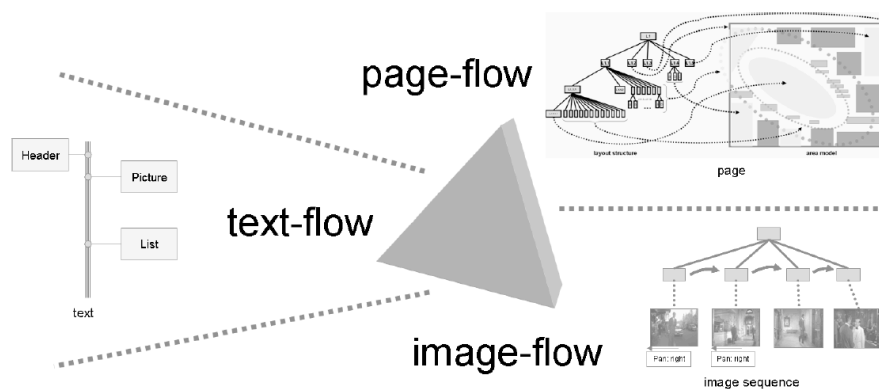 page-flow
layout structure
area model
page
Header
Picture
text-flow
List
text
image-flow
Pan: right
Pan: right
image sequence